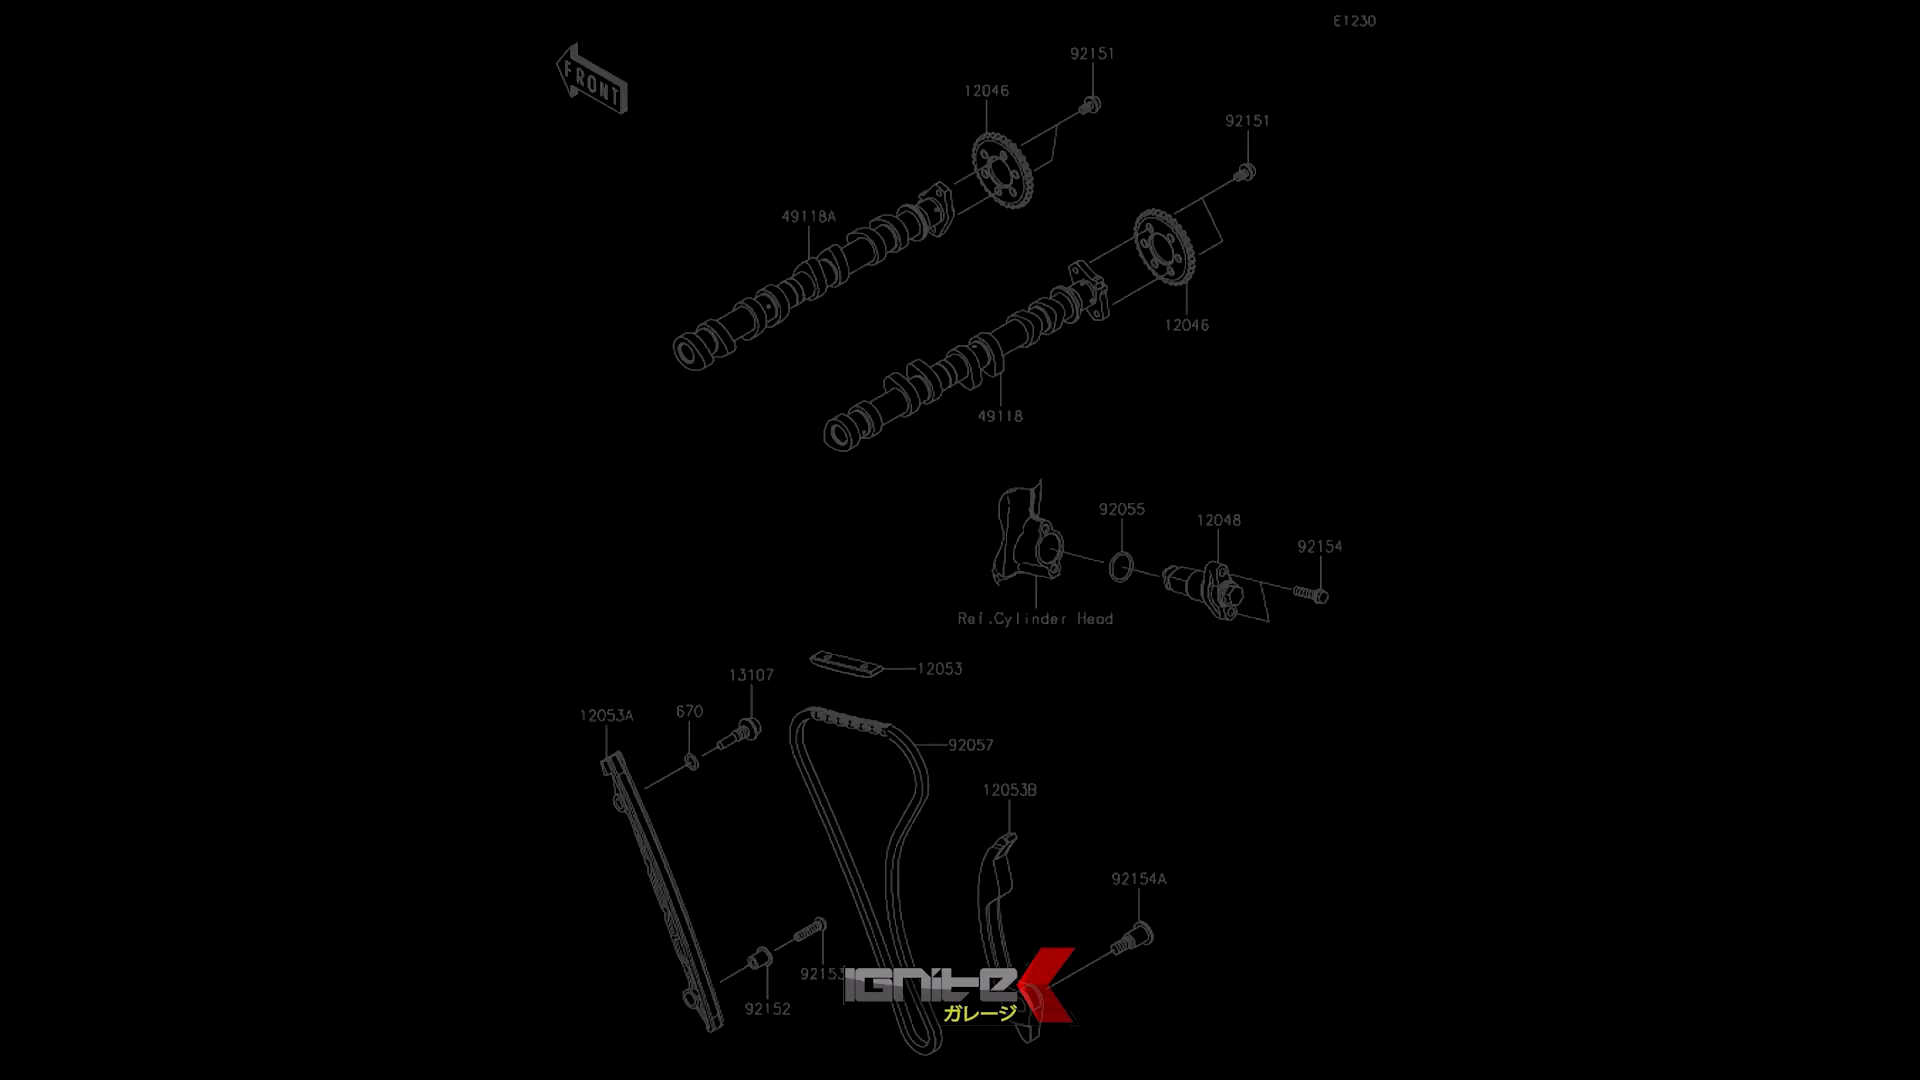 E1230
FRONT
92151
12046
92151
49118A
12046
49118
92055
12048
92154
Ref.Cylinder Head
12053
13107
670
12053A
92057
12053B
92154A
92153
92152
IGNITE
ガレージ